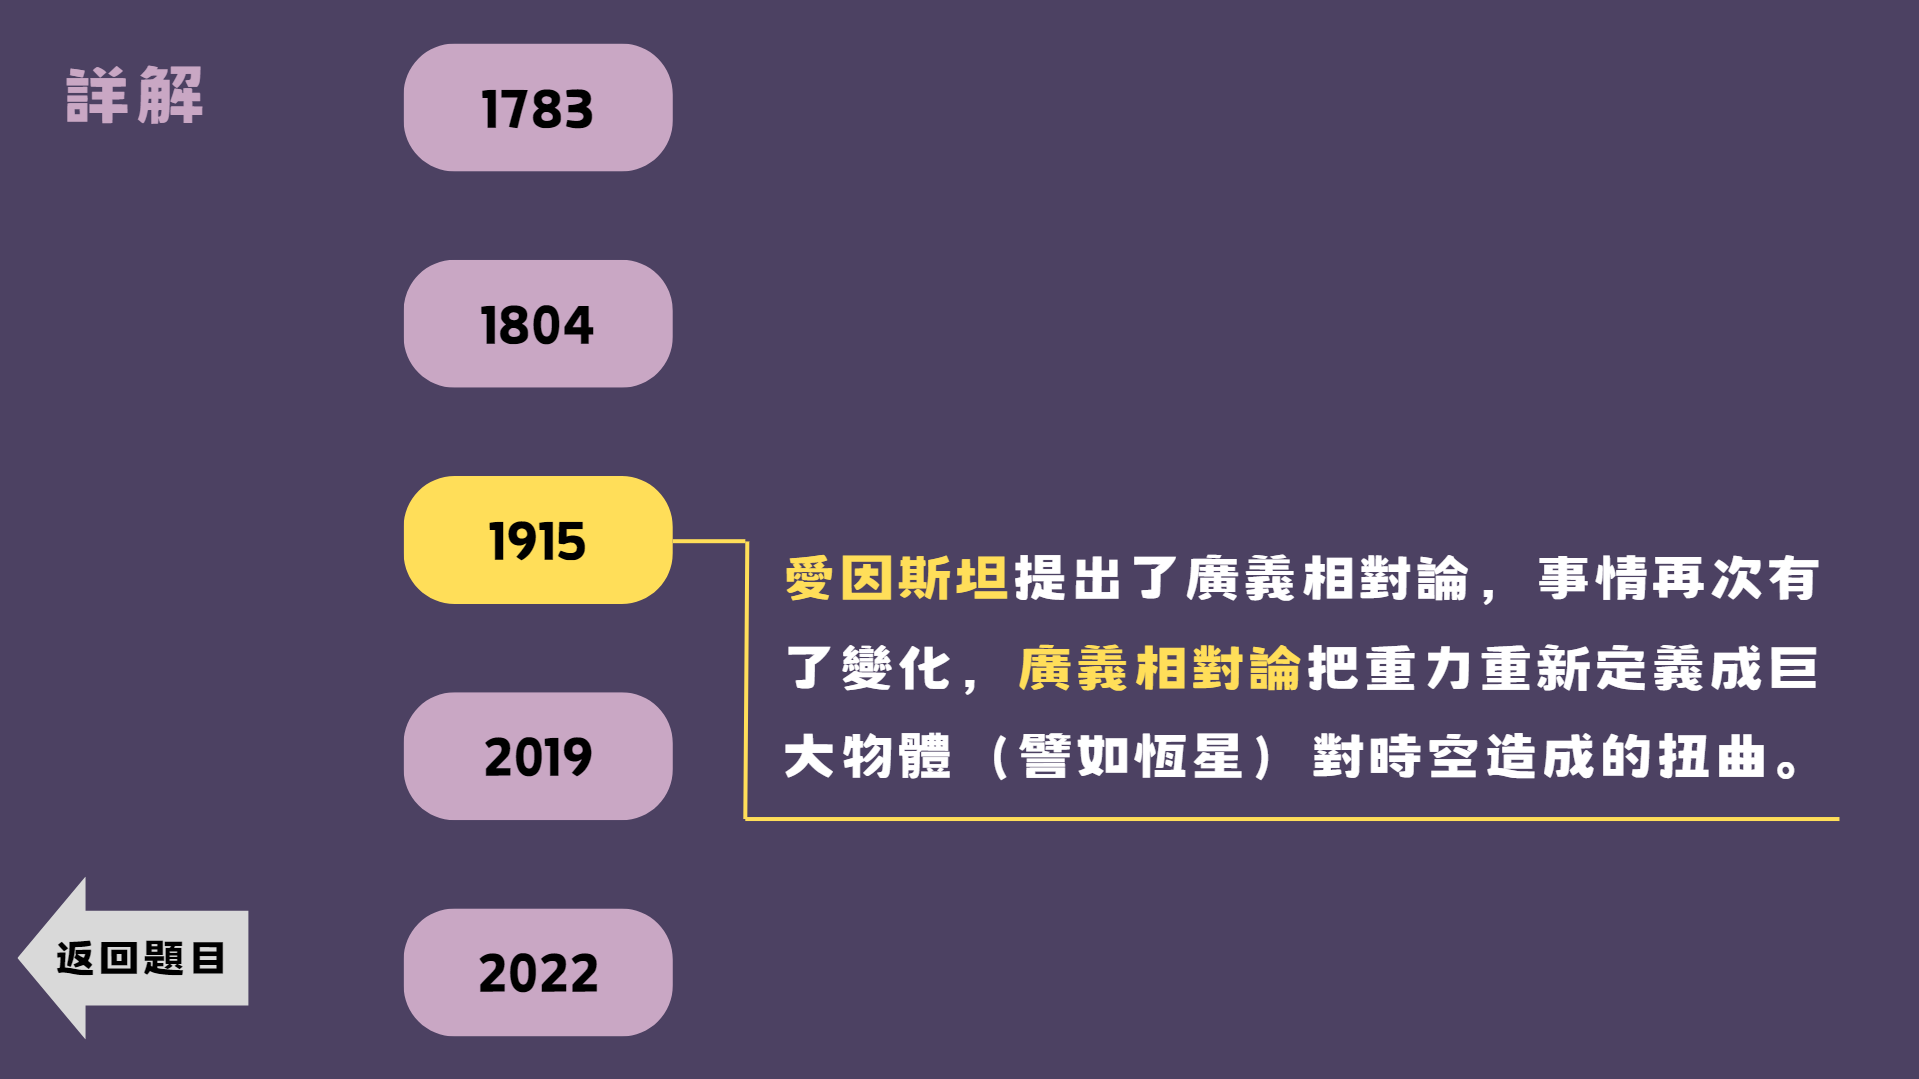 詳解
1783
1804
1915
愛因斯坦提出了廣義相對論，事情再次有
了變化，廣義相對論把重力重新定義成巨
大物體（譬如恆星）對時空造成的扭曲。
2019
返回題目
2022